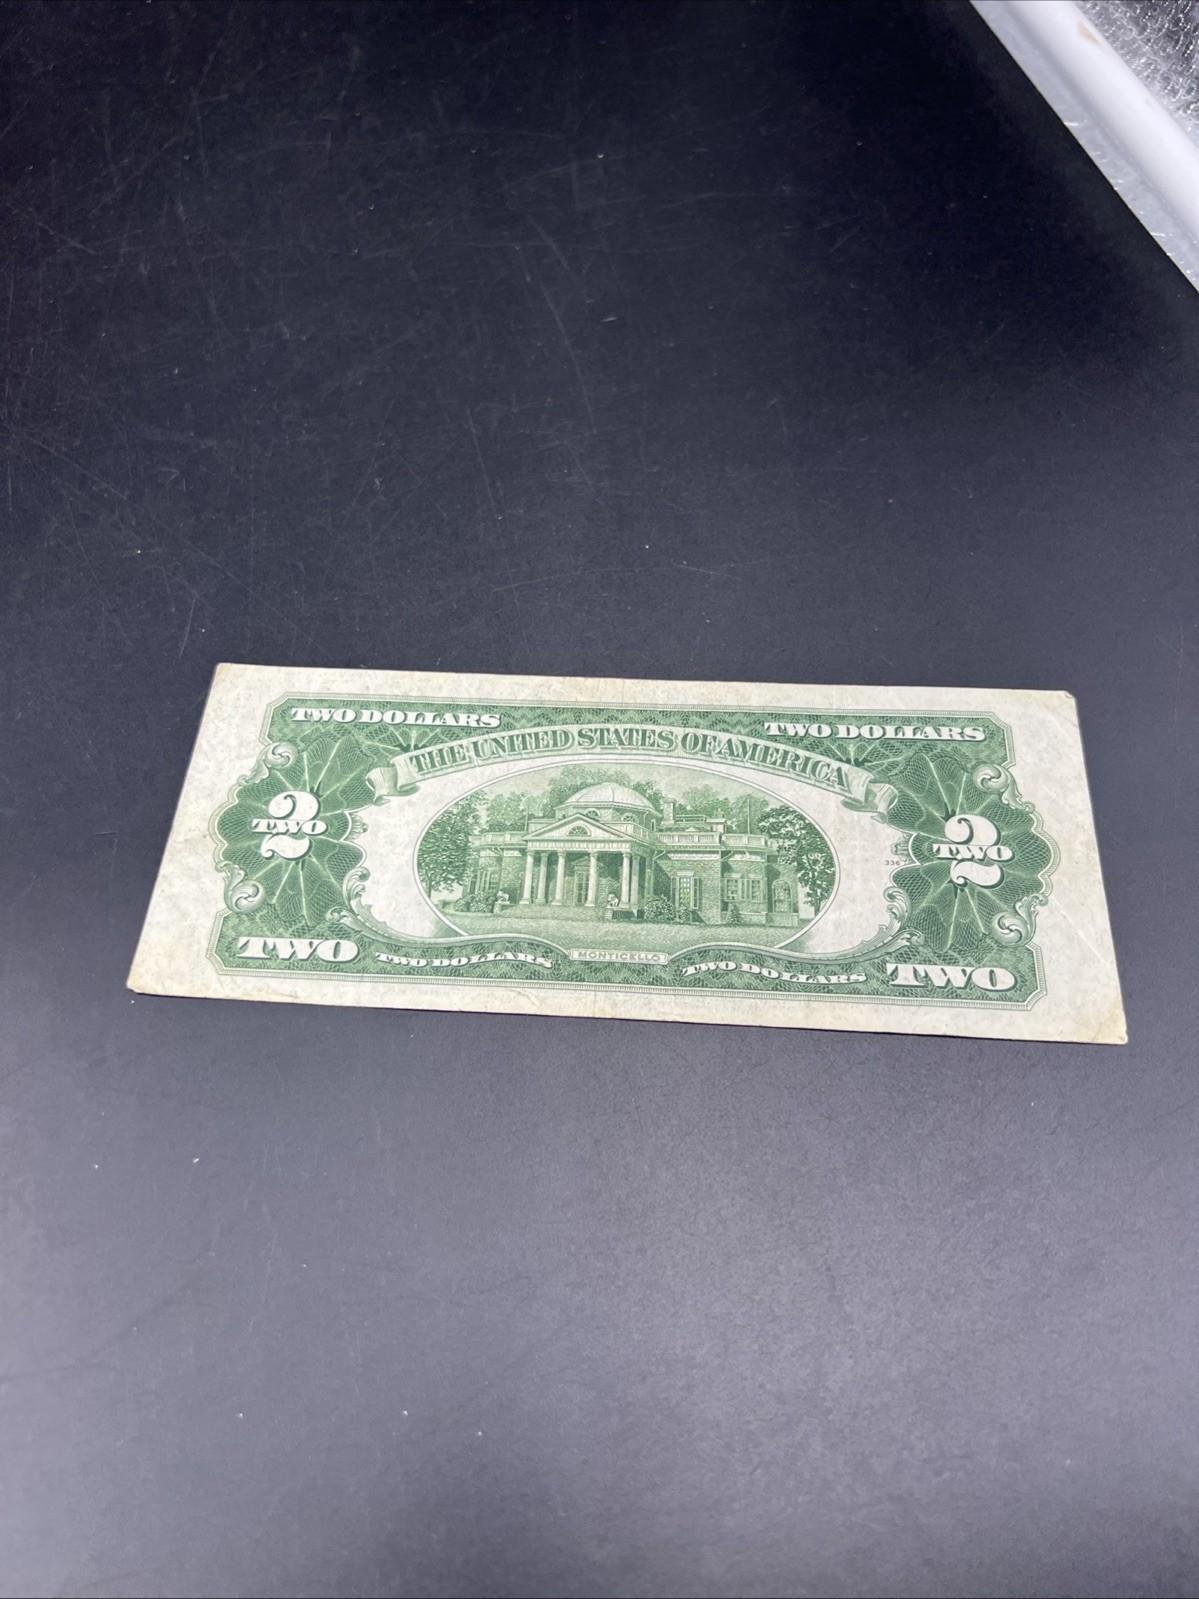 TWO DOLLARS TWO DOLLARS
THE UNITED STATES OF AMERICA
2 TWO
2 TWO
336
MONTICELLO
TWO TWO DOLLARS TWO DOLLARS TWO